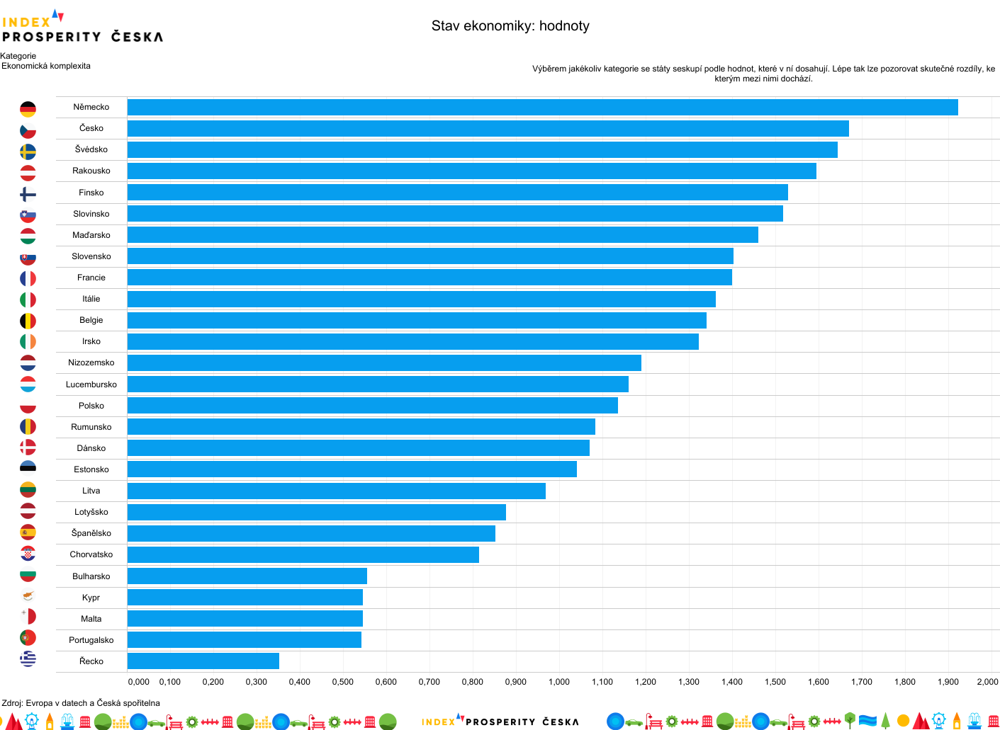 INDEX
PROSPERITY ČESKA
Stav ekonomiky: hodnoty
Kategorie
Ekonomická komplexita
Výběrem jakékoliv kategorie se státy seskupí podle hodnot, které v ní dosahují. Lépe tak lze pozorovat skutečné rozdíly, ke
kterým mezi nimi dochází.
Německo
Česko
Švédsko
Rakousko
Finsko
Slovinsko
Maďarsko
Slovensko
Francie
Itálie
Belgie
Irsko
Nizozemsko
Lucembursko
Polsko
Rumunsko
Dánsko
Estonsko
Litva
Lotyšsko
Španělsko
Chorvatsko
Bulharsko
Kypr
Malta
Portugalsko
Řecko
0,000 0,100 0,200 0,300 0,400 0,500 0,600 0,700 0,800 0,900 1,000 1,100 1,200 1,300 1,400 1,500 1,600 1,700 1,800 1,900 2,000
Zdroj: Evropa v datech a Česká spořitelna
INDEX PROSPERITY ČESKA